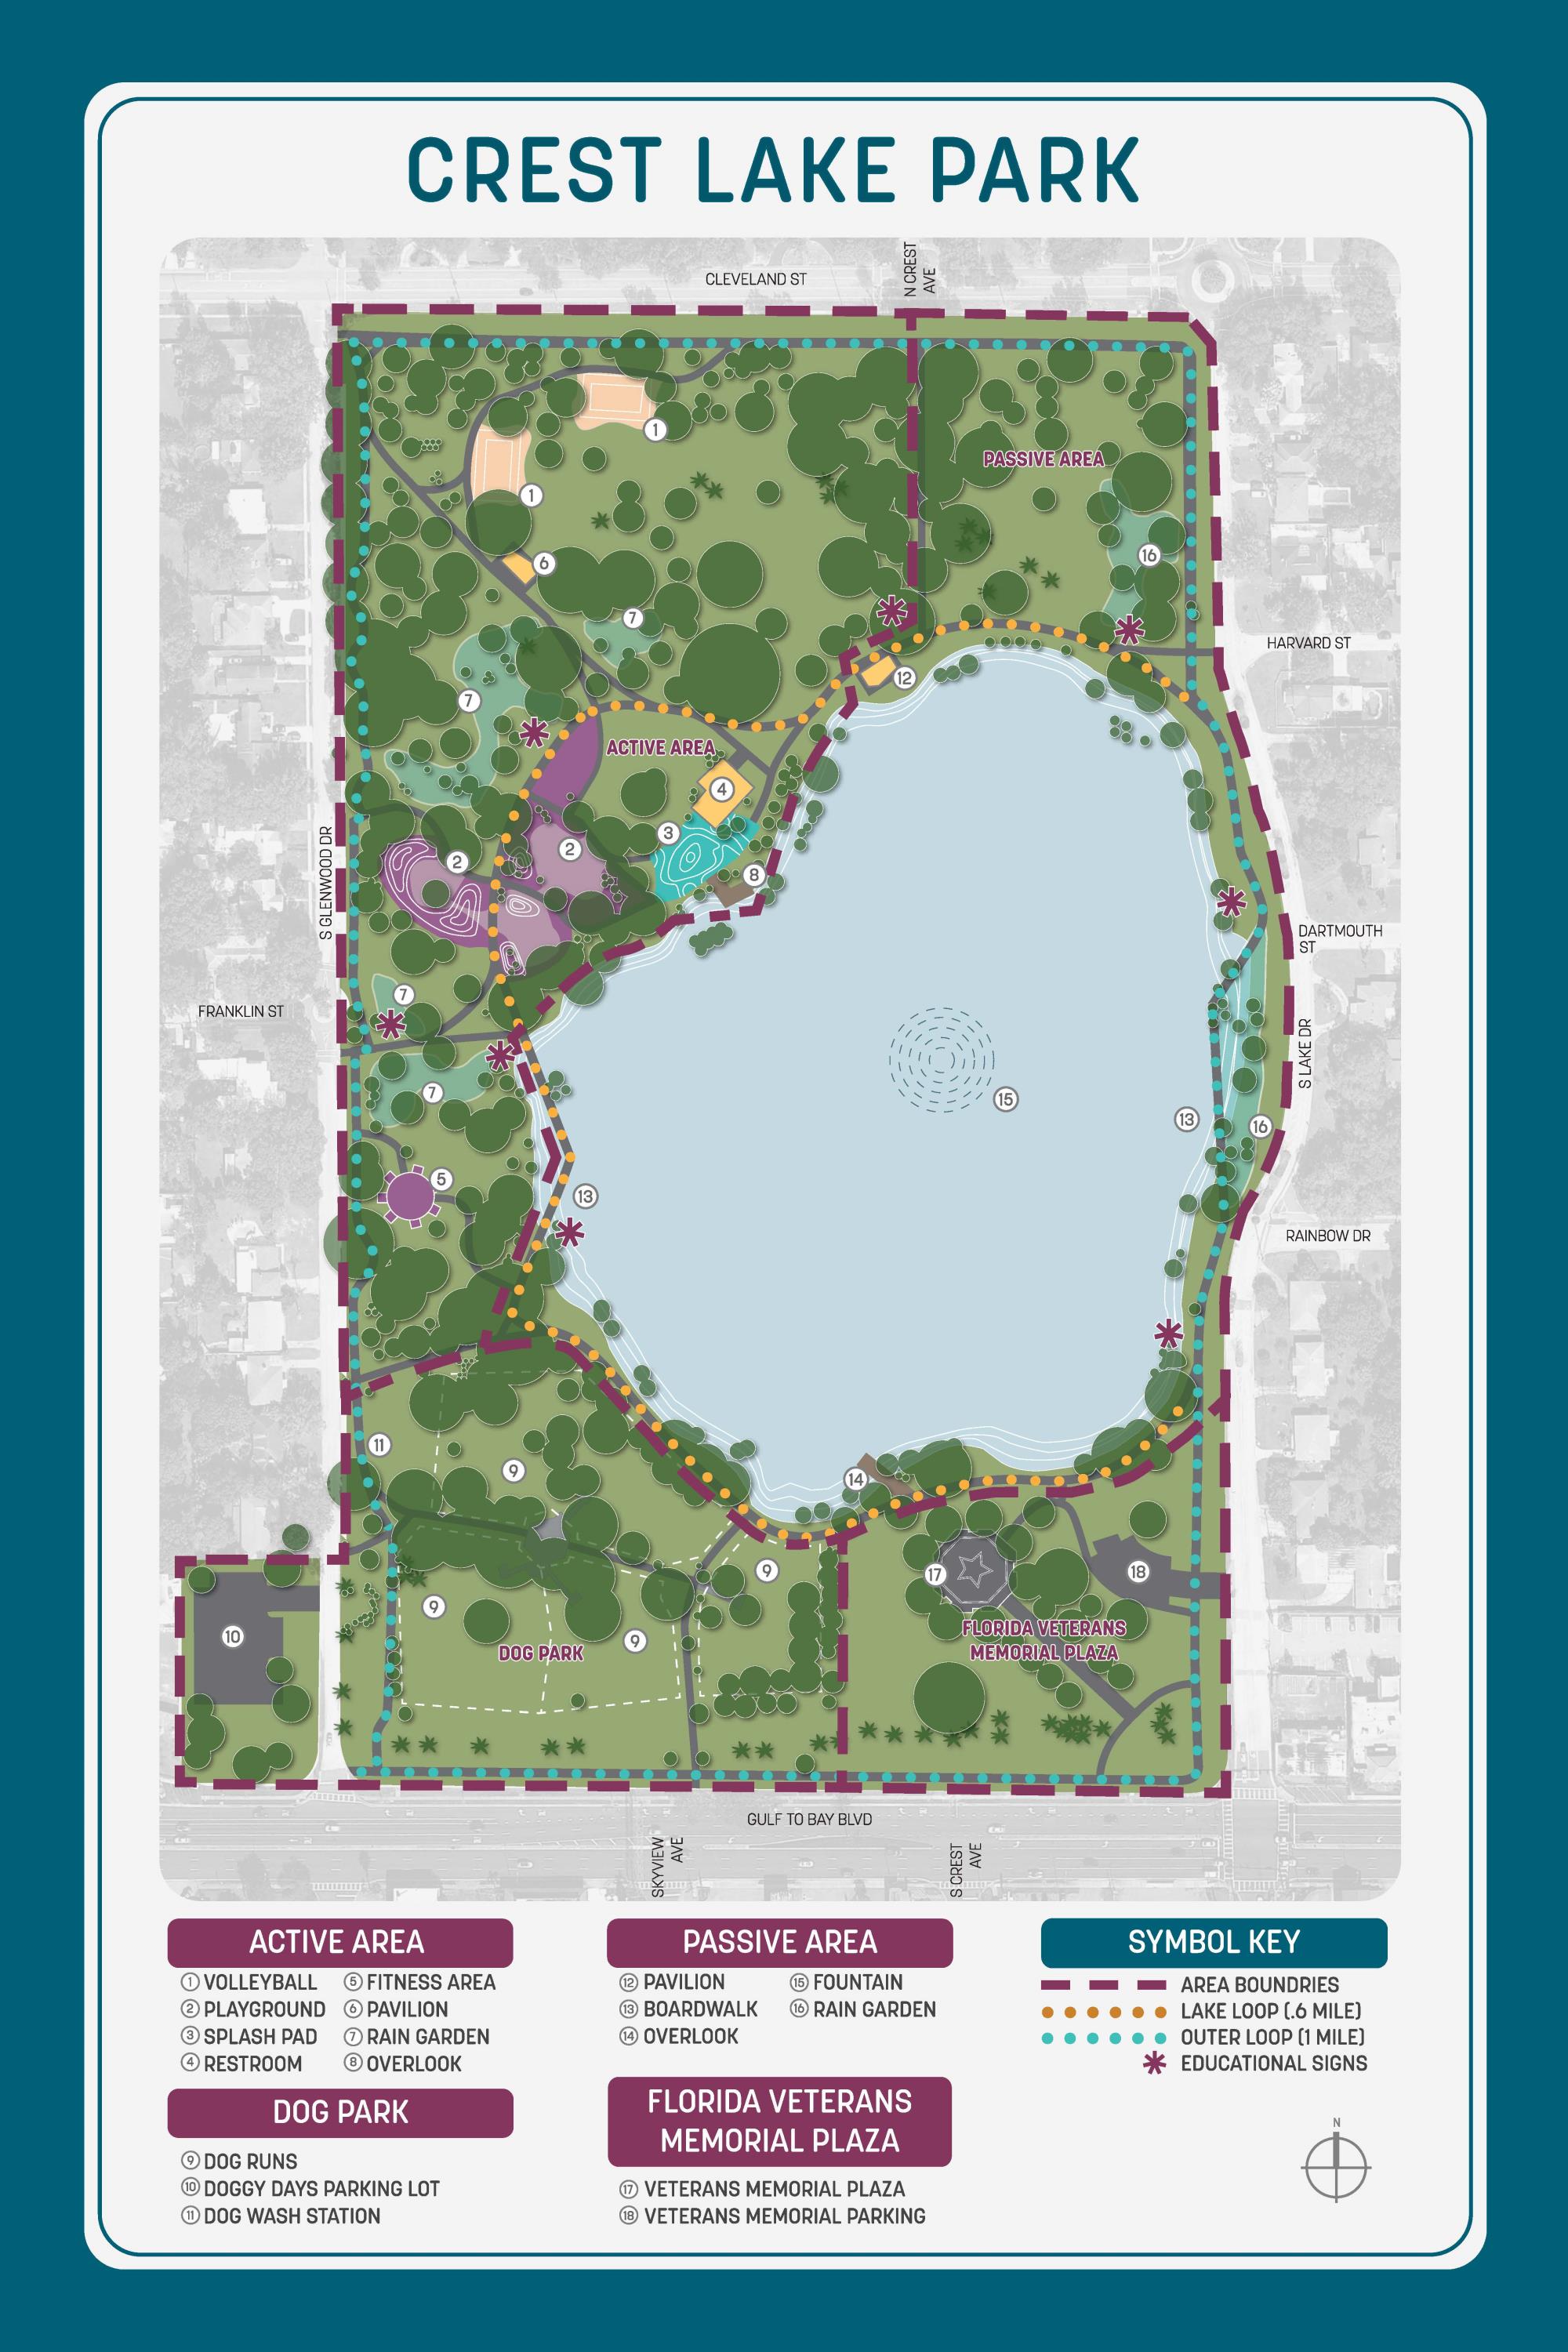 CREST LAKE PARK
CLEVELAND ST
N CREST
AVE
1
PASSIVE AREA
1
16
6
7
HARVARD ST
12
7
ACTIVE AREA
4
3
2
2
8
S GLENWOOD DR
DARTMOUTH
ST
7
FRANKLIN ST
S LAKE DR
7
15
13
16
5
13
RAINBOW DR
11
9
14
9
17
18
9
10
9
DOG PARK
FLORIDA VETERANS
MEMORIAL PLAZA
GULF TO BAY BLVD
SKYVIEW
AVE
S CREST
AVE
ACTIVE AREA
1 VOLLEYBALL
2 PLAYGROUND
3 SPLASH PAD
4 RESTROOM
5 FITNESS AREA
6 PAVILION
7 RAIN GARDEN
8 OVERLOOK
PASSIVE AREA
12 PAVILION
13 BOARDWALK
14 OVERLOOK
15 FOUNTAIN
16 RAIN GARDEN
SYMBOL KEY
AREA BOUNDRIES
LAKE LOOP (.6 MILE)
OUTER LOOP (1 MILE)
EDUCATIONAL SIGNS
DOG PARK
9 DOG RUNS
10 DOGGY DAYS PARKING LOT
11 DOG WASH STATION
FLORIDA VETERANS
MEMORIAL PLAZA
17 VETERANS MEMORIAL PLAZA
18 VETERANS MEMORIAL PARKING
N